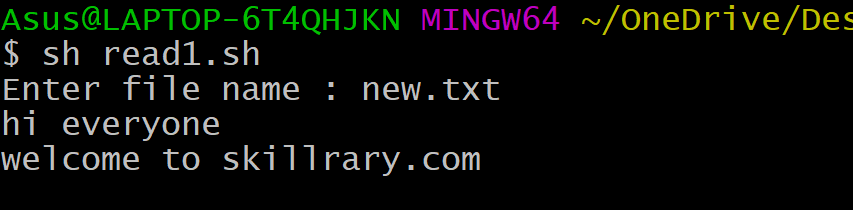 Asus@LAPTOP-6T4QHJKN MINGW64 ~/OneDrive/Des
$ sh read1.sh
Enter file name : new.txt
hi everyone
welcome to skillrary.com